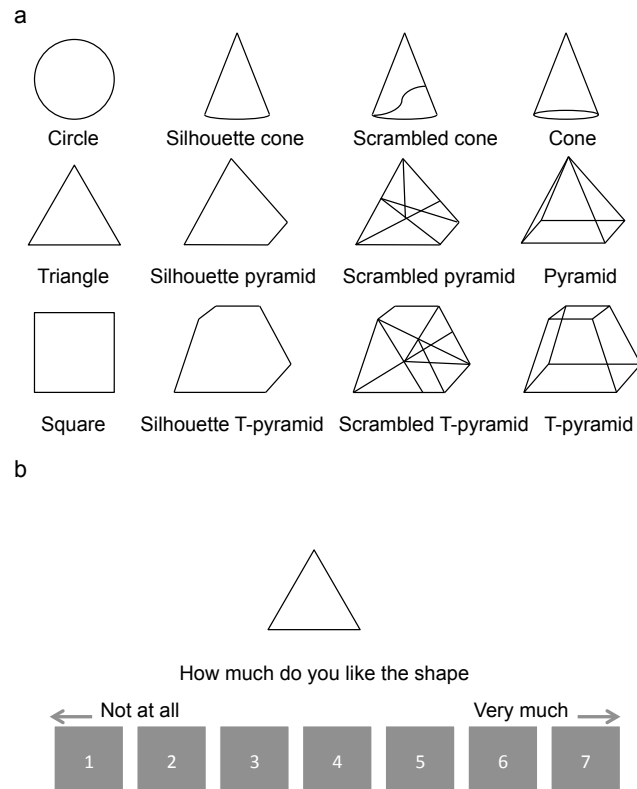 a
Circle Silhouette cone Scrambled cone Cone
Triangle Silhouette pyramid Scrambled pyramid Pyramid
Square Silhouette T-pyramid Scrambled T-pyramid T-pyramid
b
How much do you like the shape
Not at all Very much
1 2 3 4 5 6 7